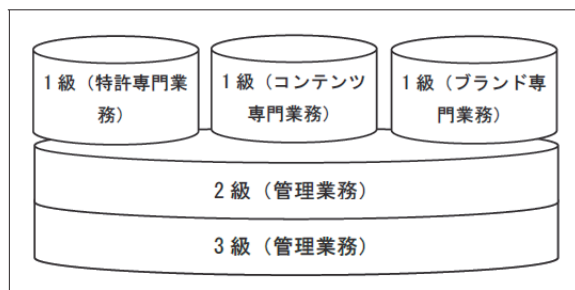 1級（特許専門業
務）
1級（コンテンツ
専門業務）
1級（ブランド専
門業務）
2級（管理業務）
3級（管理業務）